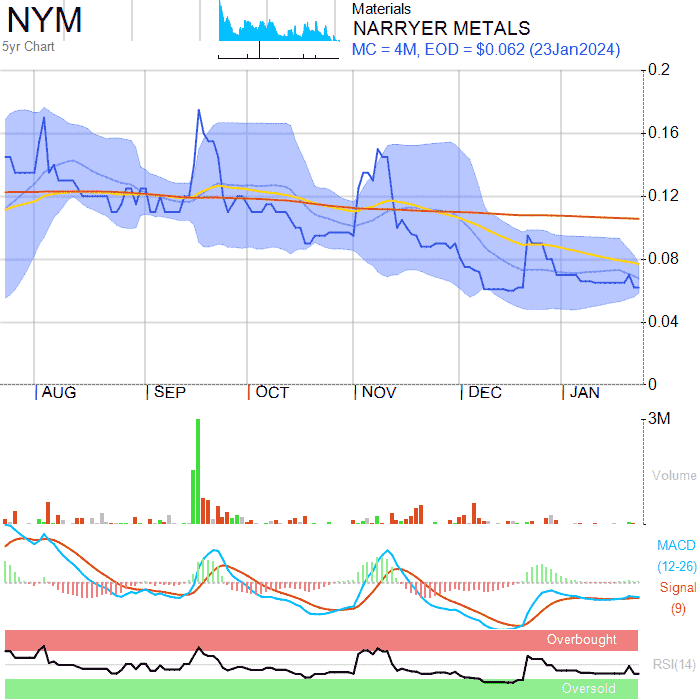 NYM
5yr Chart
Materials
NARRYER METALS
MC = 4M, EOD = $0.062 (23Jan2024)
0.2
0.16
0.12
0.08
0.04
0
AUG SEP OCT NOV DEC JAN
3M
Volume
MACD
(12-26)
Signal
(9)
Overbought
RSI(14)
Oversold